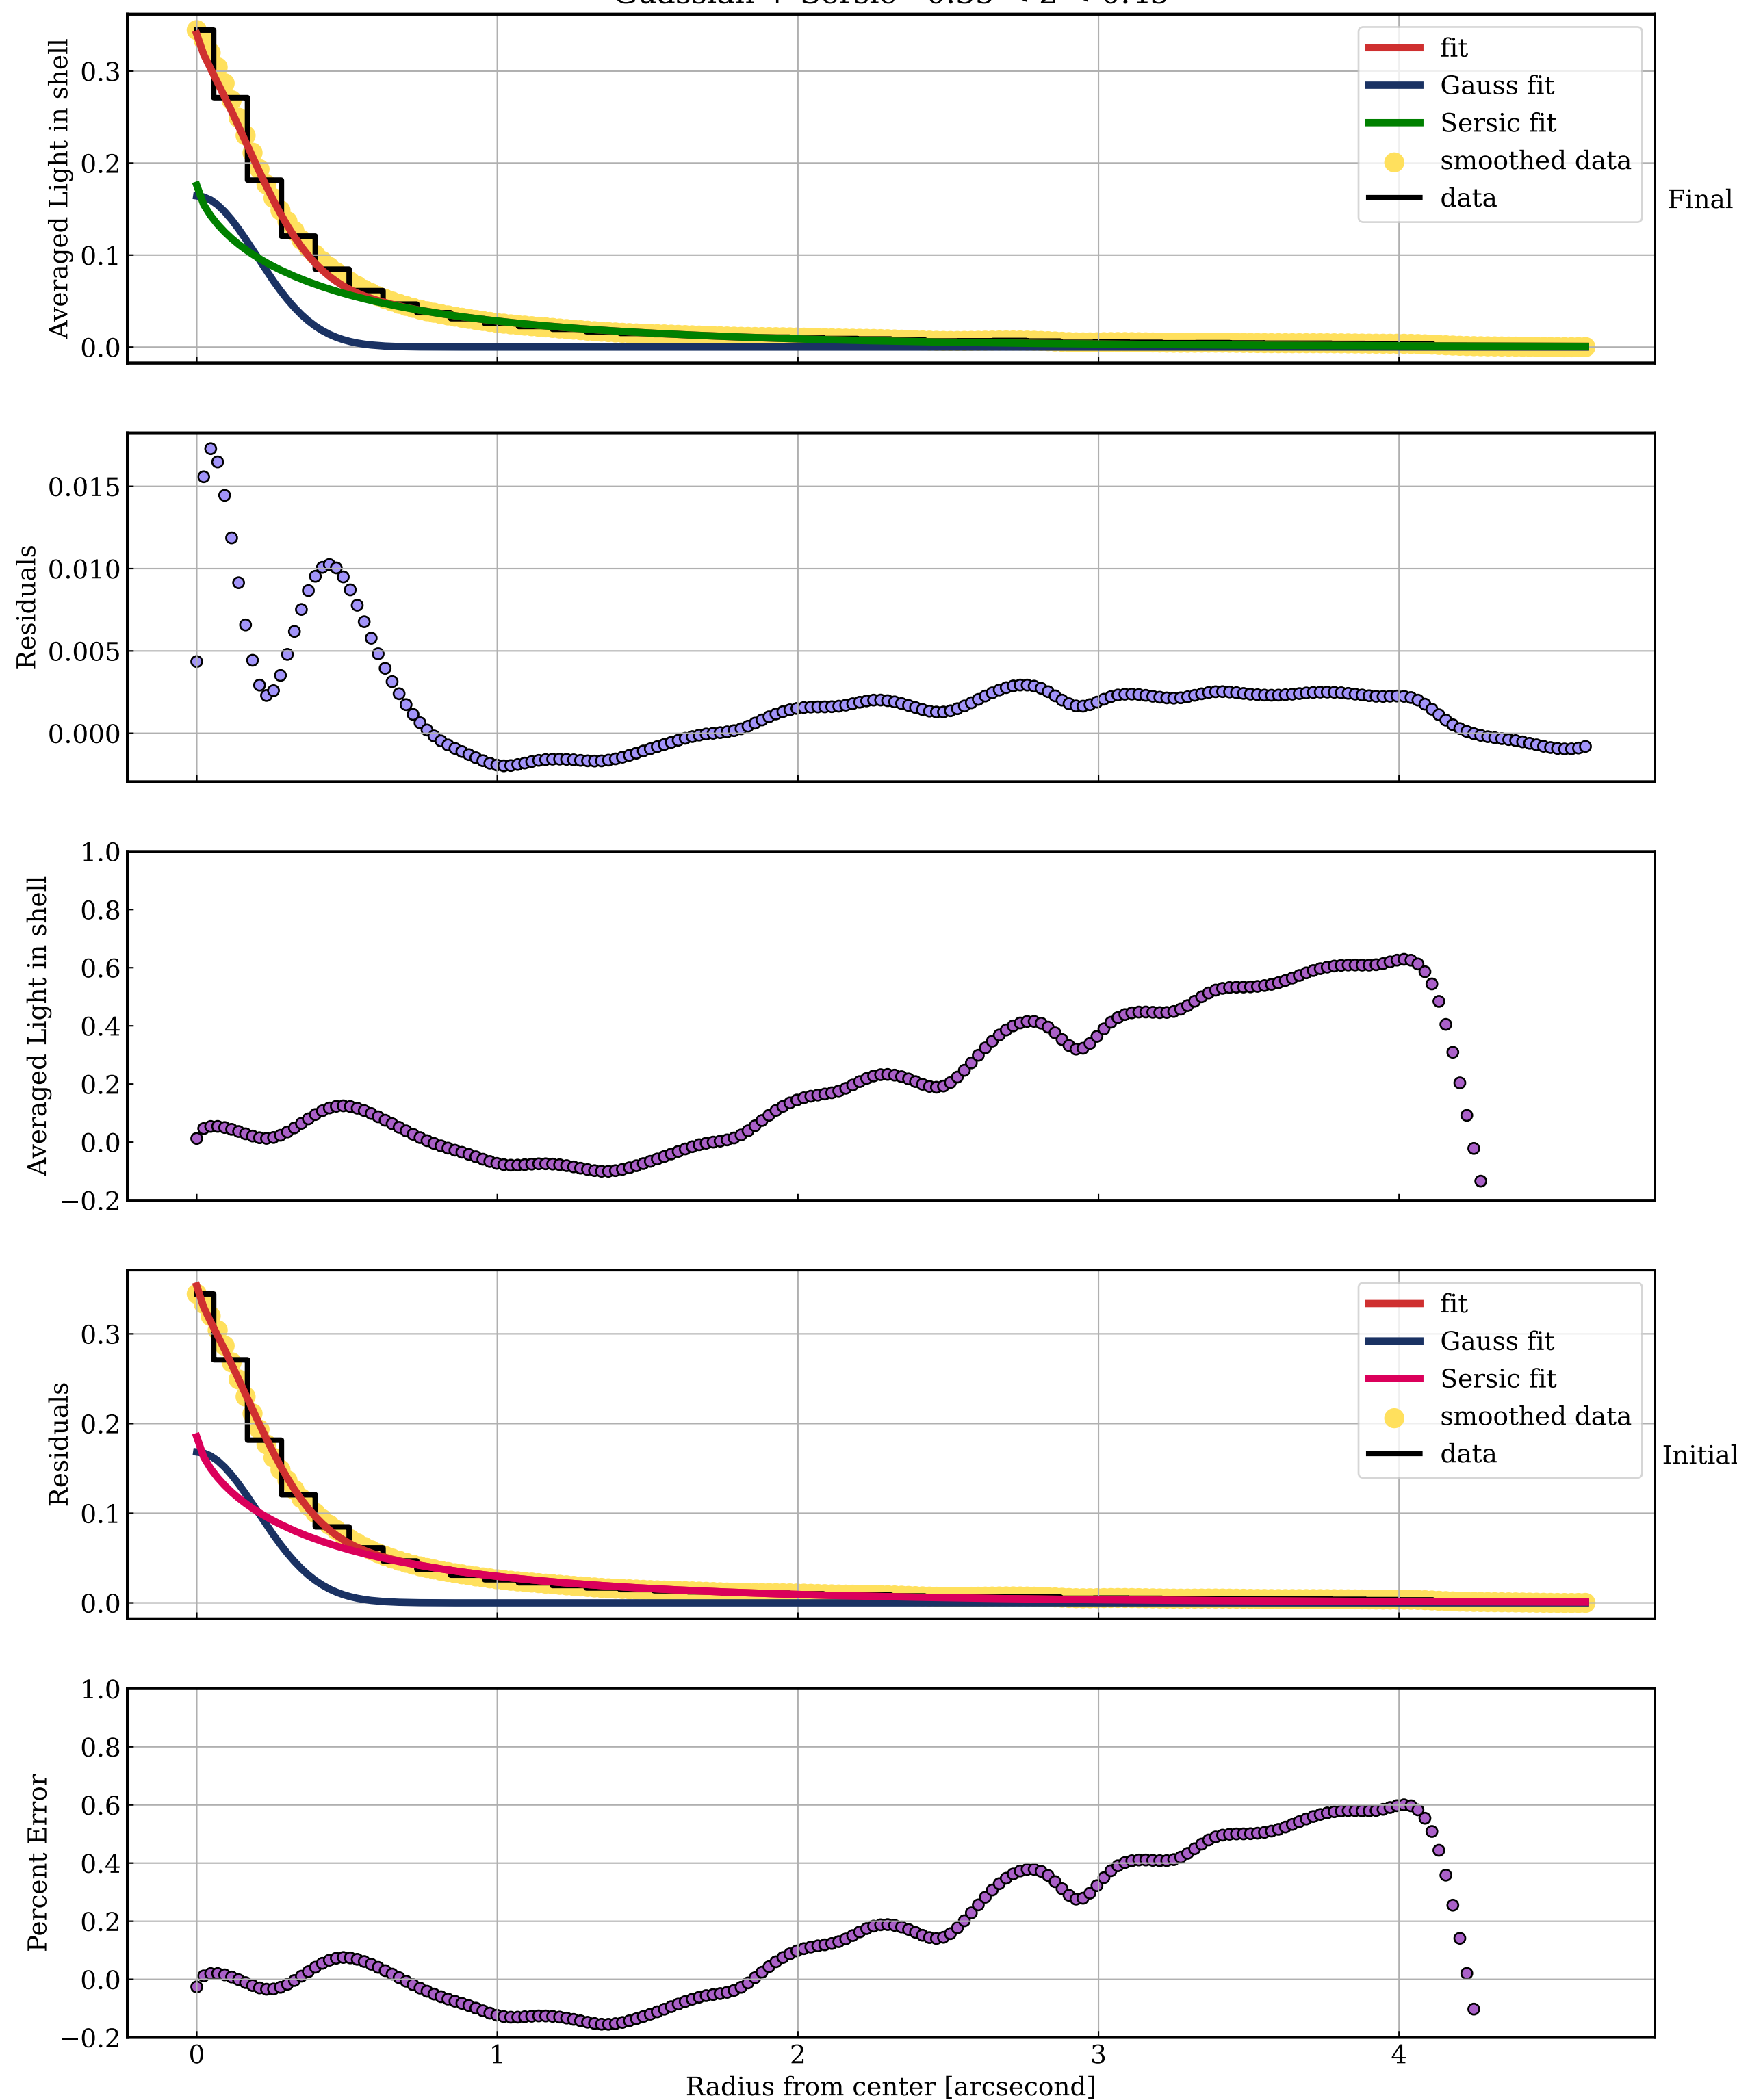 Averaged Light in shell
0.3
0.2
0.1
0.0
fit
Gauss fit
Sersic fit
smoothed data
data
Final
Residuals
0.015
0.010
0.005
0.000
Averaged Light in shell
1.0
0.8
0.6
0.4
0.2
0.0
−0.2
Residuals
0.3
0.2
0.1
0.0
fit
Gauss fit
Sersic fit
smoothed data
data
Initial
Percent Error
1.0
0.8
0.6
0.4
0.2
0.0
−0.2
0 1 2 3 4
Radius from center [arcsecond]